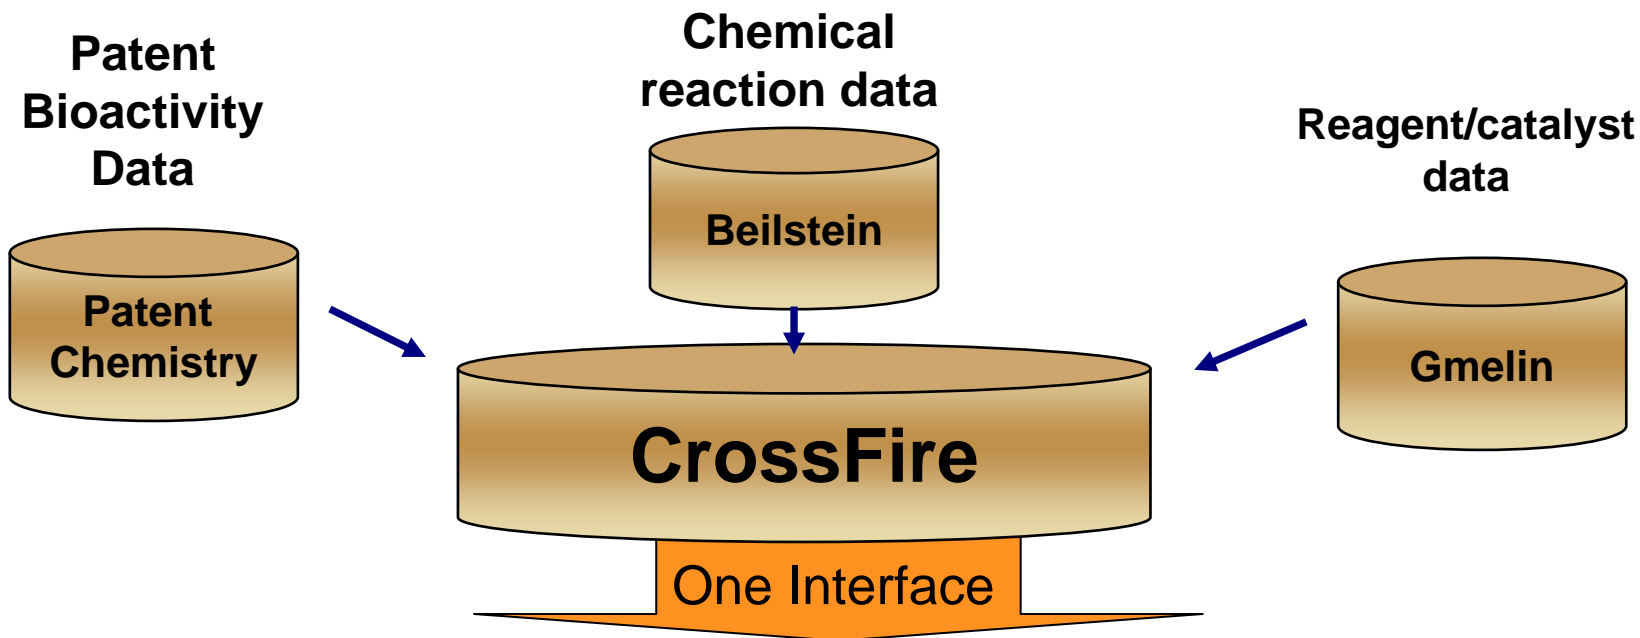 Patent
Bioactivity
Data
Patent
Chemistry
Chemical
reaction data
Beilstein
Reagent/catalyst
data
Gmelin
CrossFire
One Interface